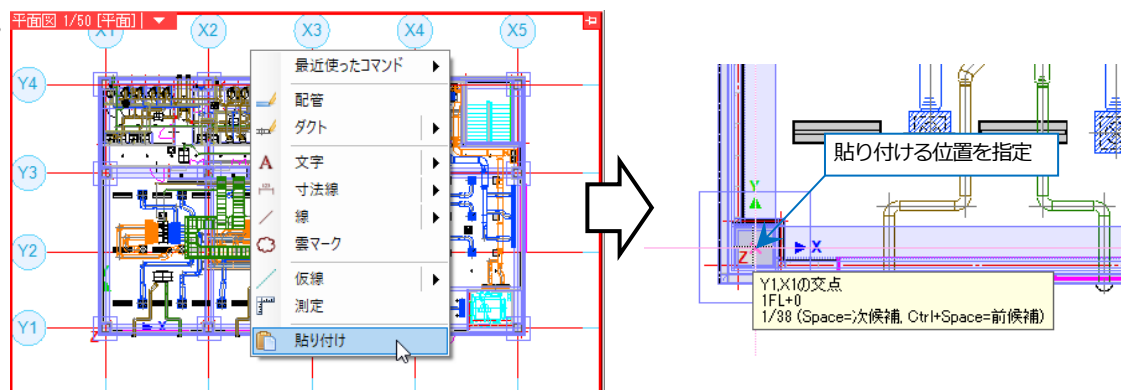 平面図 1/50 [平面]
X1
X2
X3
X4
X5
Y4
Y3
Y2
Y1
Z
X
最近使ったコマンド
配管
ダクト
A 文字
寸法線
線
雲マーク
仮線
測定
貼り付け
貼り付ける位置を指定
Y
X
Z
Y1,X1の交点
1FL+0
1/38 (Space=次候補, Ctrl+Space=前候補)